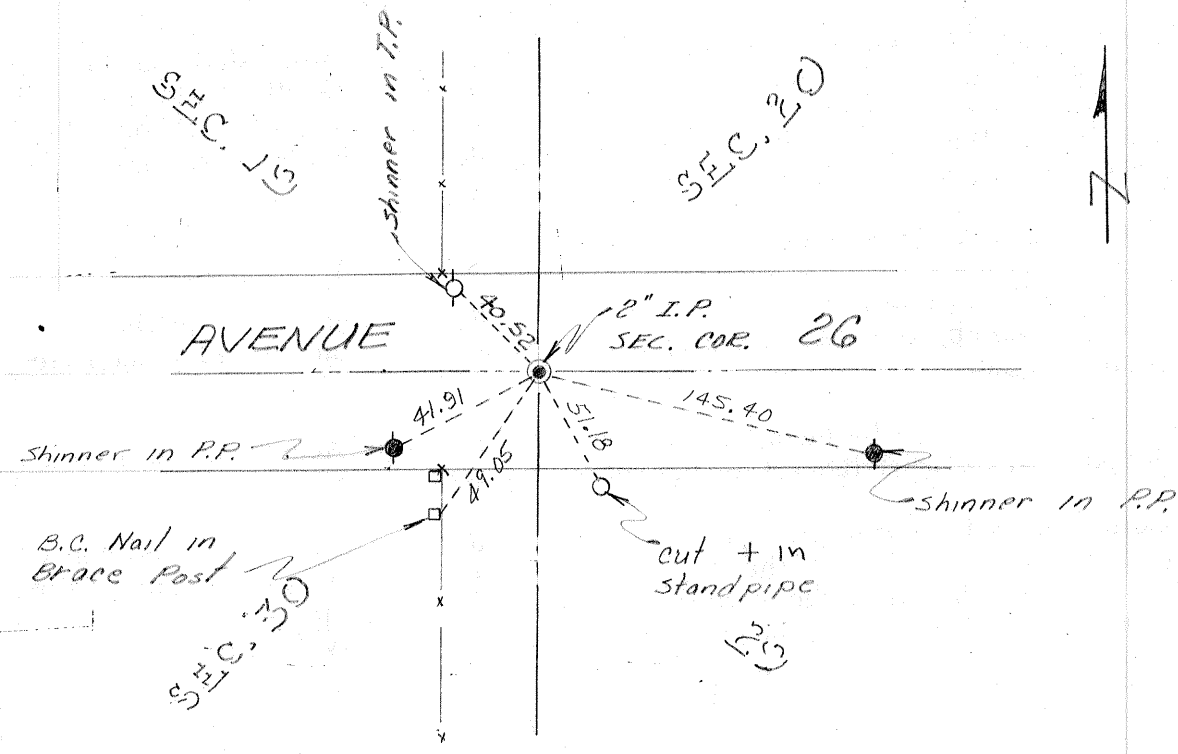 shinner in T.P.
SEC. 19
SEC. 20
N
40.52
2" I.P.
SEC. COR.
AVENUE 26
41.91
145.40
51.18
49.05
Shinner in P.P.
shinner in P.P.
B.C. Nail in
Brace Post
cut + in
standpipe
SEC. 30
29